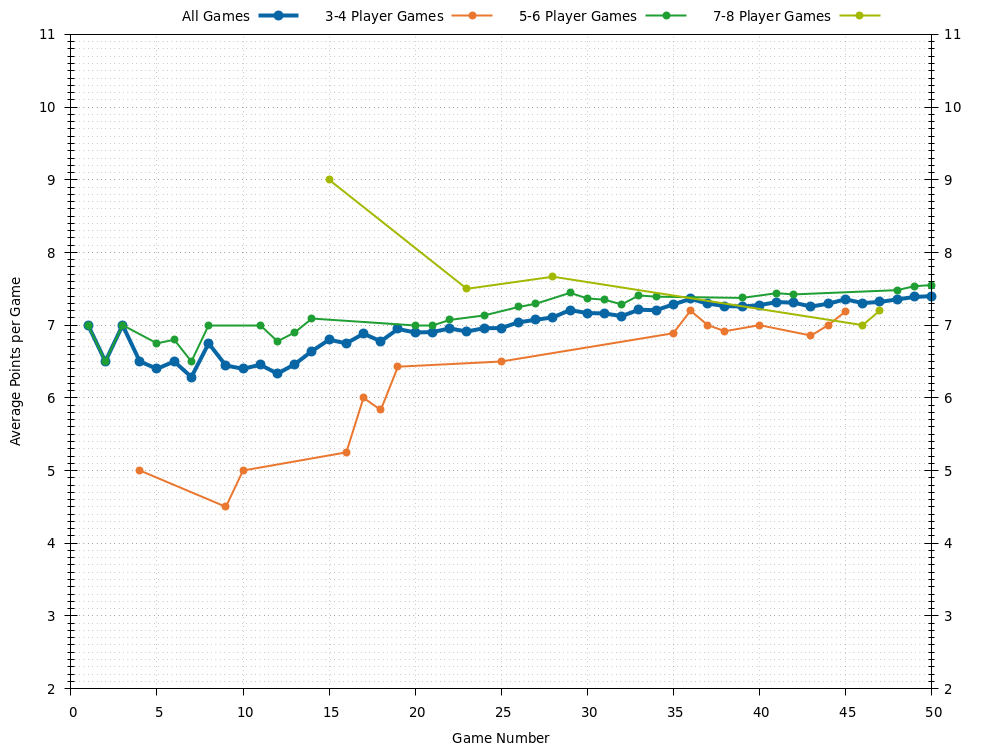 All Games 3-4 Player Games 5-6 Player Games 7-8 Player Games
11 11
10 10
9 9
8 8
7 7
6 6
5 5
4 4
3 3
2 2
Average Points per Game
0 5 10 15 20 25 30 35 40 45 50
Game Number